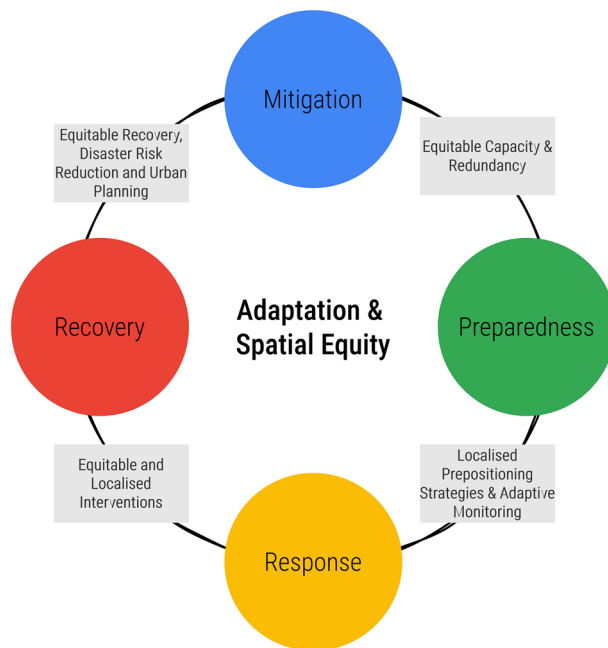 Mitigation
Equitable Recovery,
Disaster Risk
Reduction and Urban
Planning
Equitable Capacity &
Redundancy
Recovery
Adaptation &
Spatial Equity
Preparedness
Equitable and
Localised
Interventions
Localised
Prepositioning
Strategies & Adaptive
Monitoring
Response